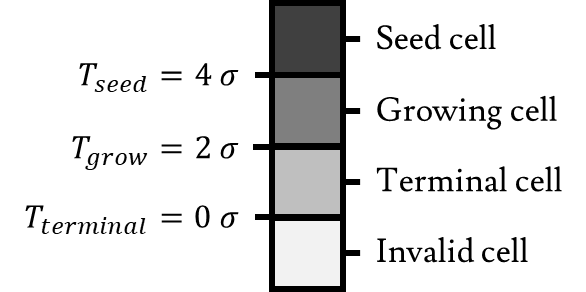 Seed cell
T_seed = 4 σ
Growing cell
T_grow = 2 σ
Terminal cell
T_terminal = 0 σ
Invalid cell